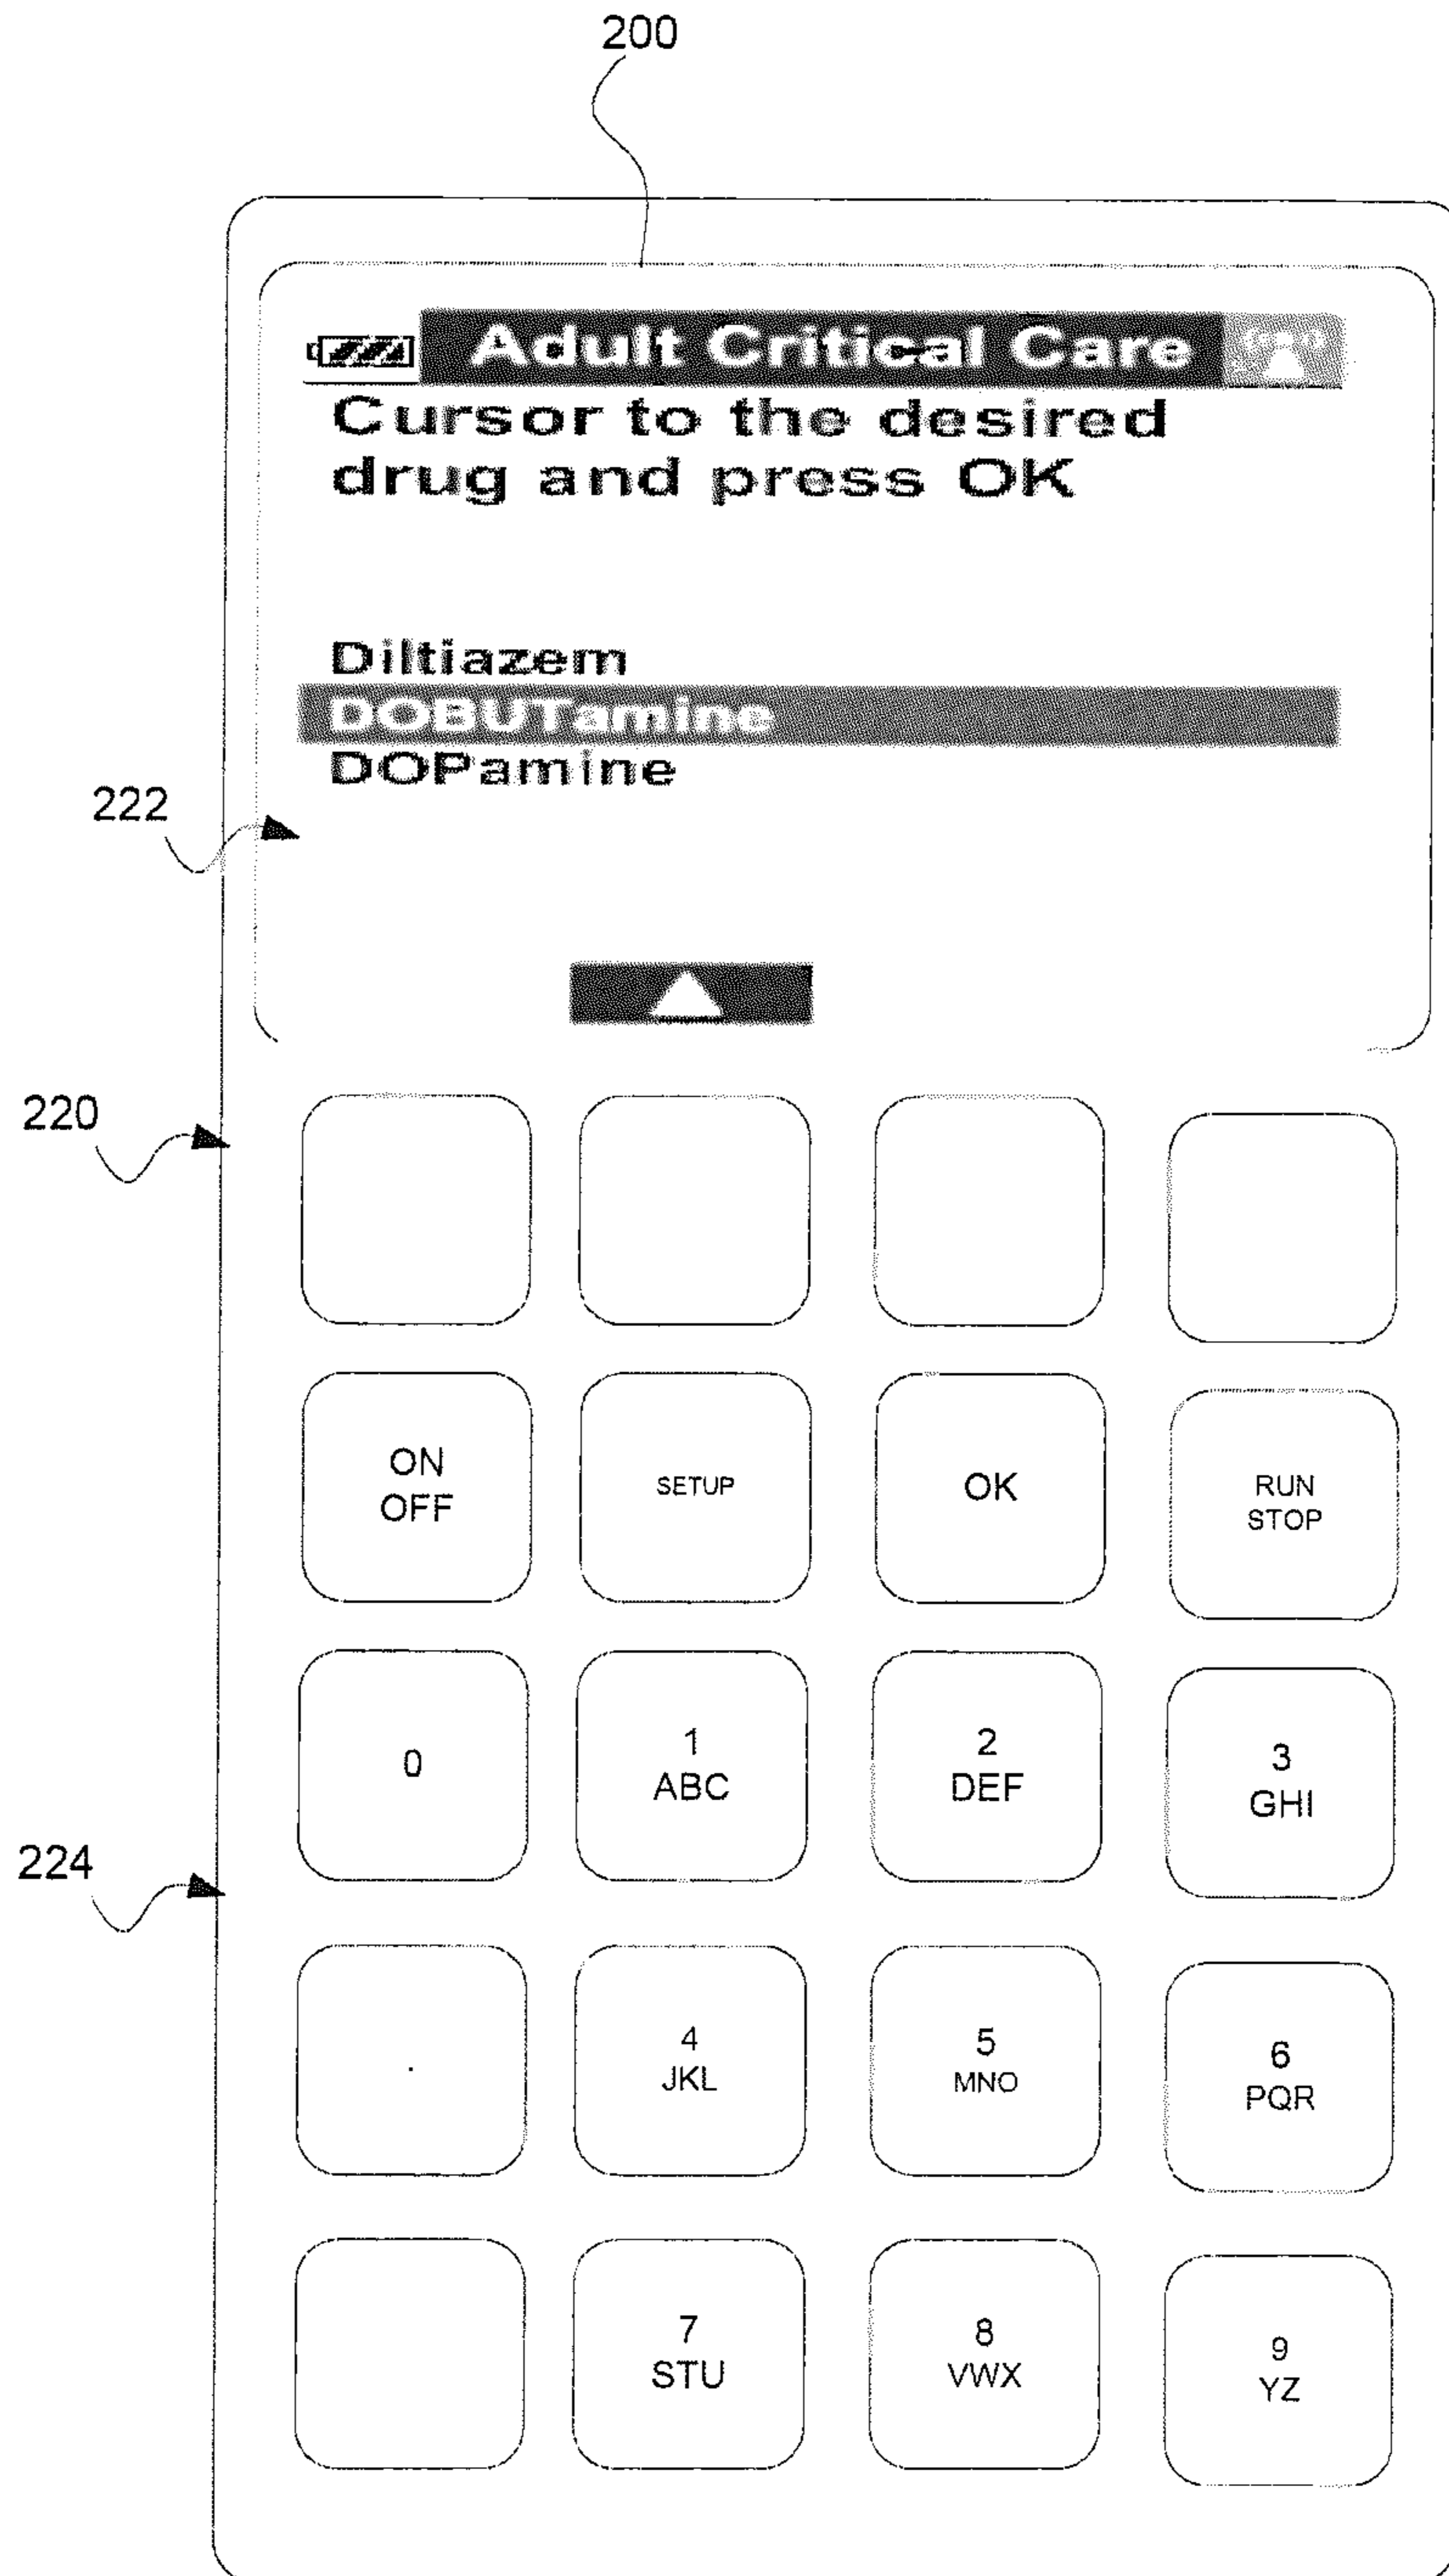 200
Adult Critical Care
Cursor to the desired
drug and press OK
Diltiazem
DOBUTamine
DOPamine
222
220
ON
OFF
SETUP
OK
RUN
STOP
0
1
ABC
2
DEF
3
GHI
224
.
4
JKL
5
MNO
6
PQR
7
STU
8
VWX
9
YZ